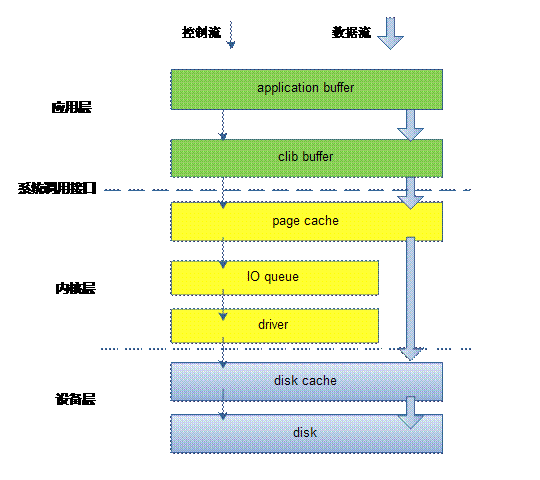 控制流 数据流
application buffer
应用层
clib buffer
系统调用接口
page cache
IO queue
内核层
driver
disk cache
设备层
disk